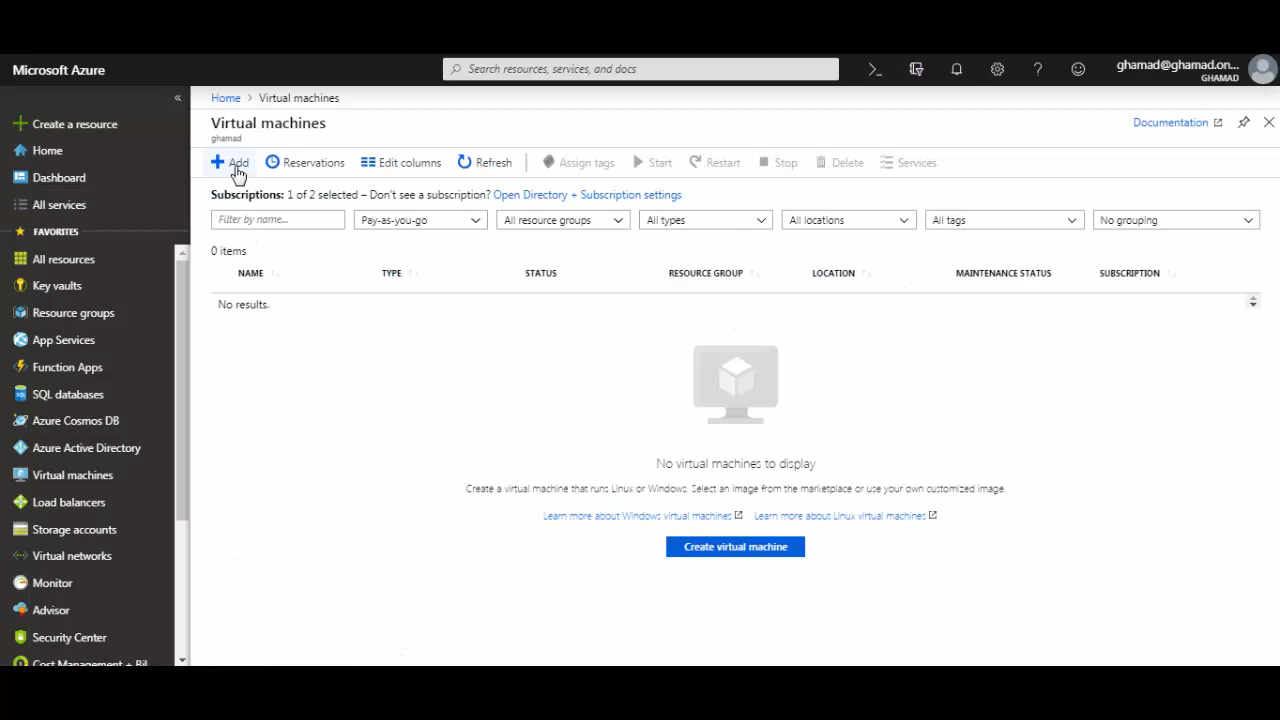 Microsoft Azure
Search resources, services, and docs
ghamad@ghamad.on...
GHAMAD
«
Create a resource
Home
Dashboard
All services
FAVORITES
All resources
Key vaults
Resource groups
App Services
Function Apps
SQL databases
Azure Cosmos DB
Azure Active Directory
Virtual machines
Load balancers
Storage accounts
Virtual networks
Monitor
Advisor
Security Center
Cost Management + Bil
Home > Virtual machines
Virtual machines
ghamad
Documentation
Add Reservations Edit columns Refresh Assign tags Start Restart Stop Delete Services
Subscriptions: 1 of 2 selected – Don't see a subscription? Open Directory + Subscription settings
Filter by name... Pay-as-you-go All resource groups All types All locations All tags No grouping
0 items
NAME TYPE STATUS RESOURCE GROUP LOCATION MAINTENANCE STATUS SUBSCRIPTION
No results.
No virtual machines to display
Create a virtual machine that runs Linux or Windows. Select an image from the marketplace or use your own customized image.
Learn more about Windows virtual machines Learn more about Linux virtual machines
Create virtual machine